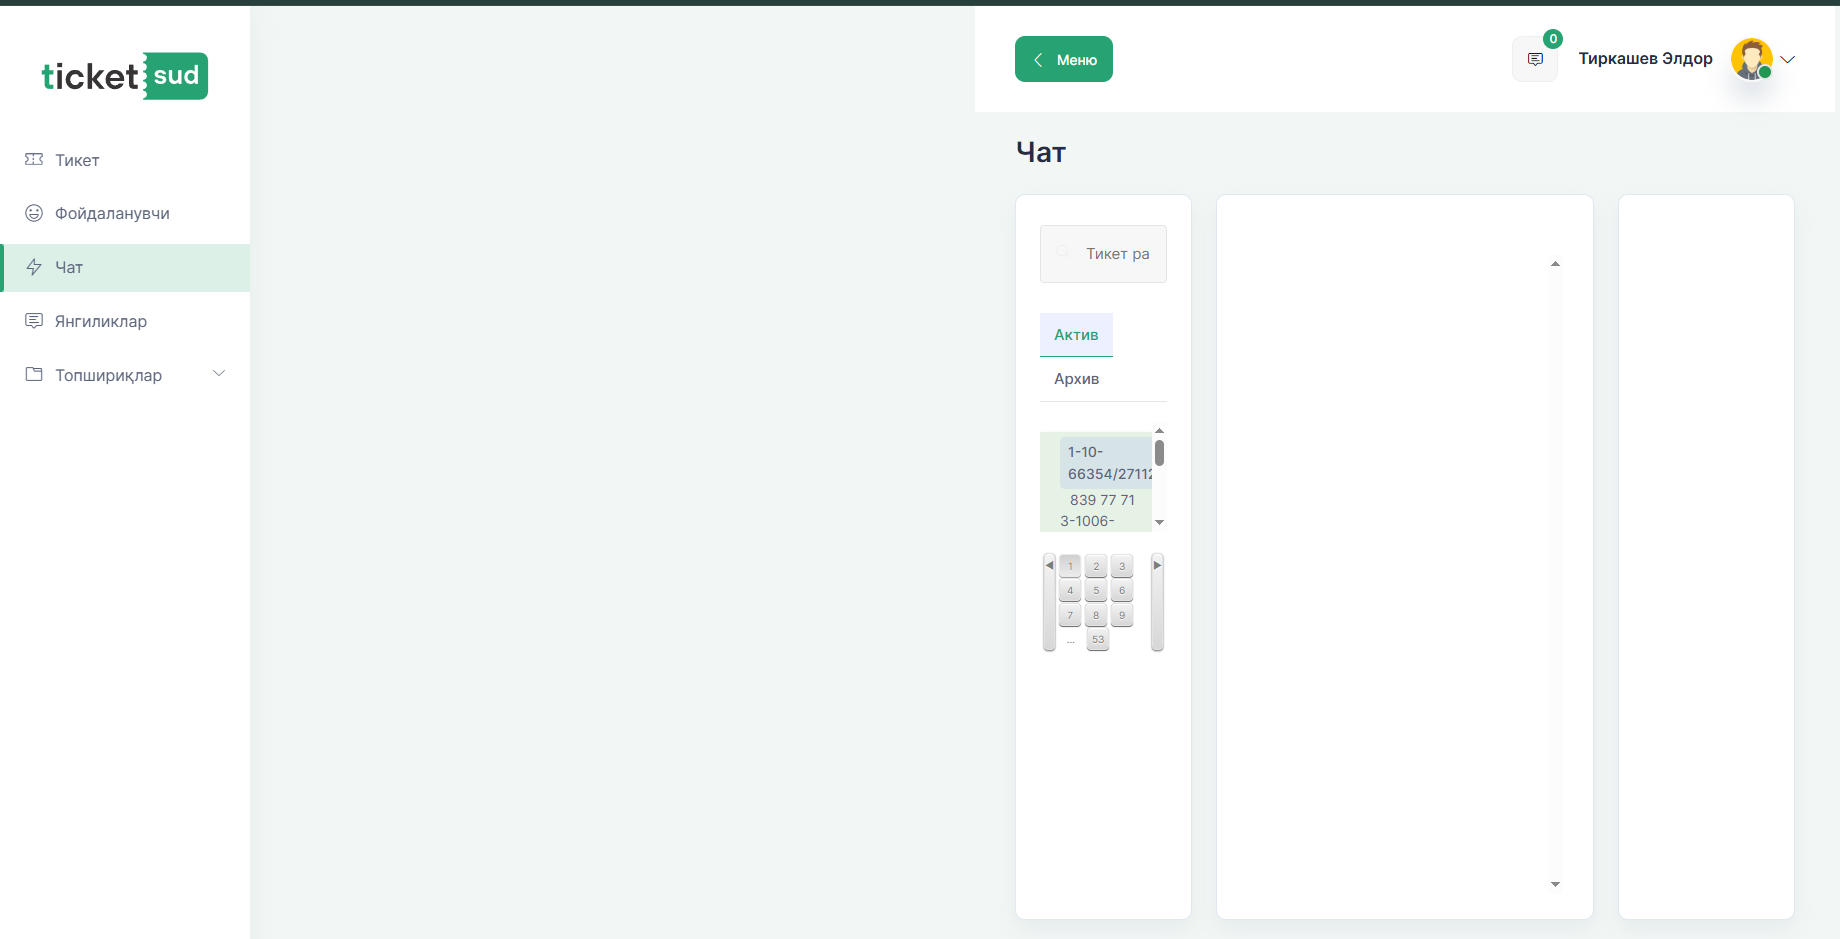 ticket sud
Тикет
Фойдаланувчи
Чат
Янгиликлар
Топшириқлар
Меню
0
Тиркашев Элдор
Чат
Тикет ра
Актив
Архив
1-10-
66354/27112
839 77 71
3-1006-
1 2 3
4 5 6
7 8 9
... 53